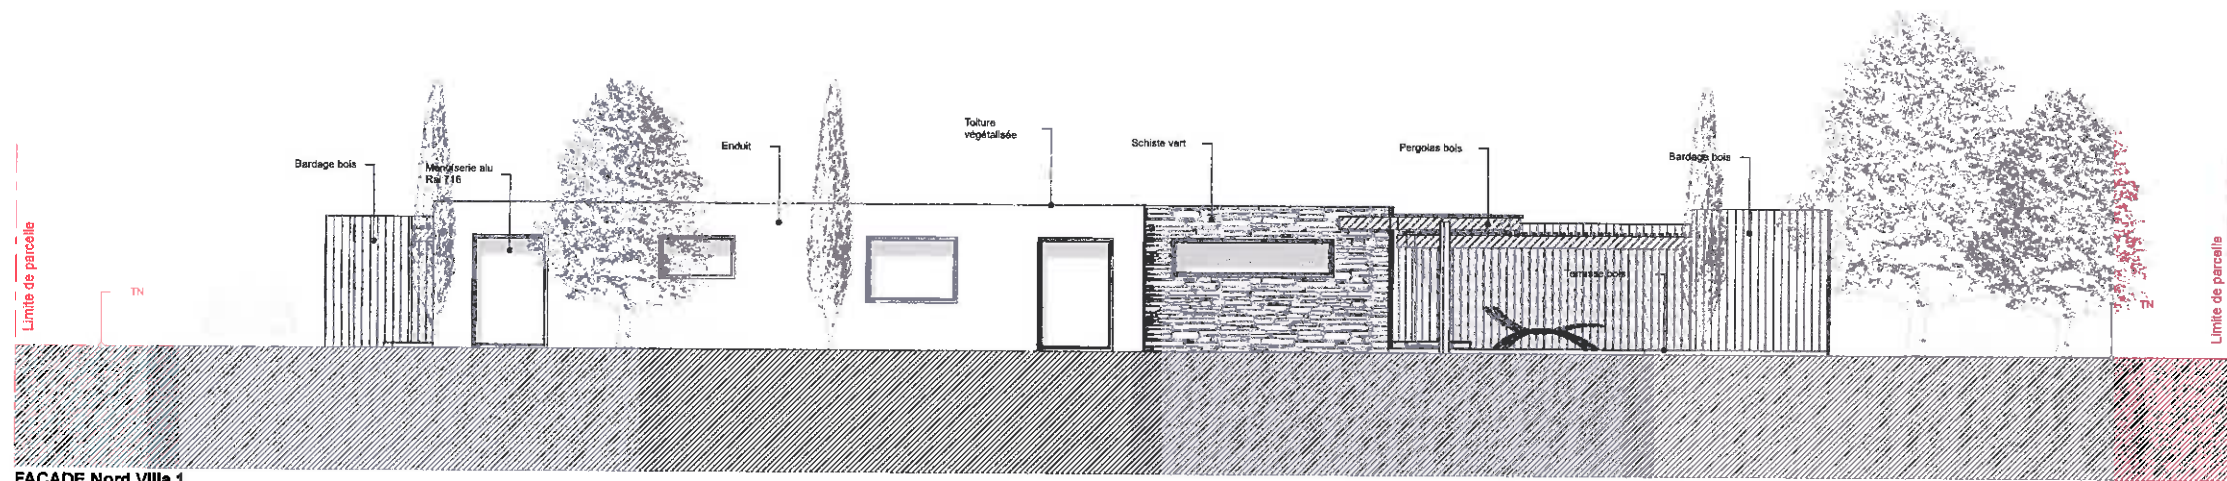 Toiture
végétalisée
Schiste vert
Enduit
Pergolas bois
Bardage bois
Bardage bois
Menuiserie alu
Ral 716
Limite de parcelle
Limite de parcelle
Terrasse bois
TN
TN
FACADE Nord Villa 1